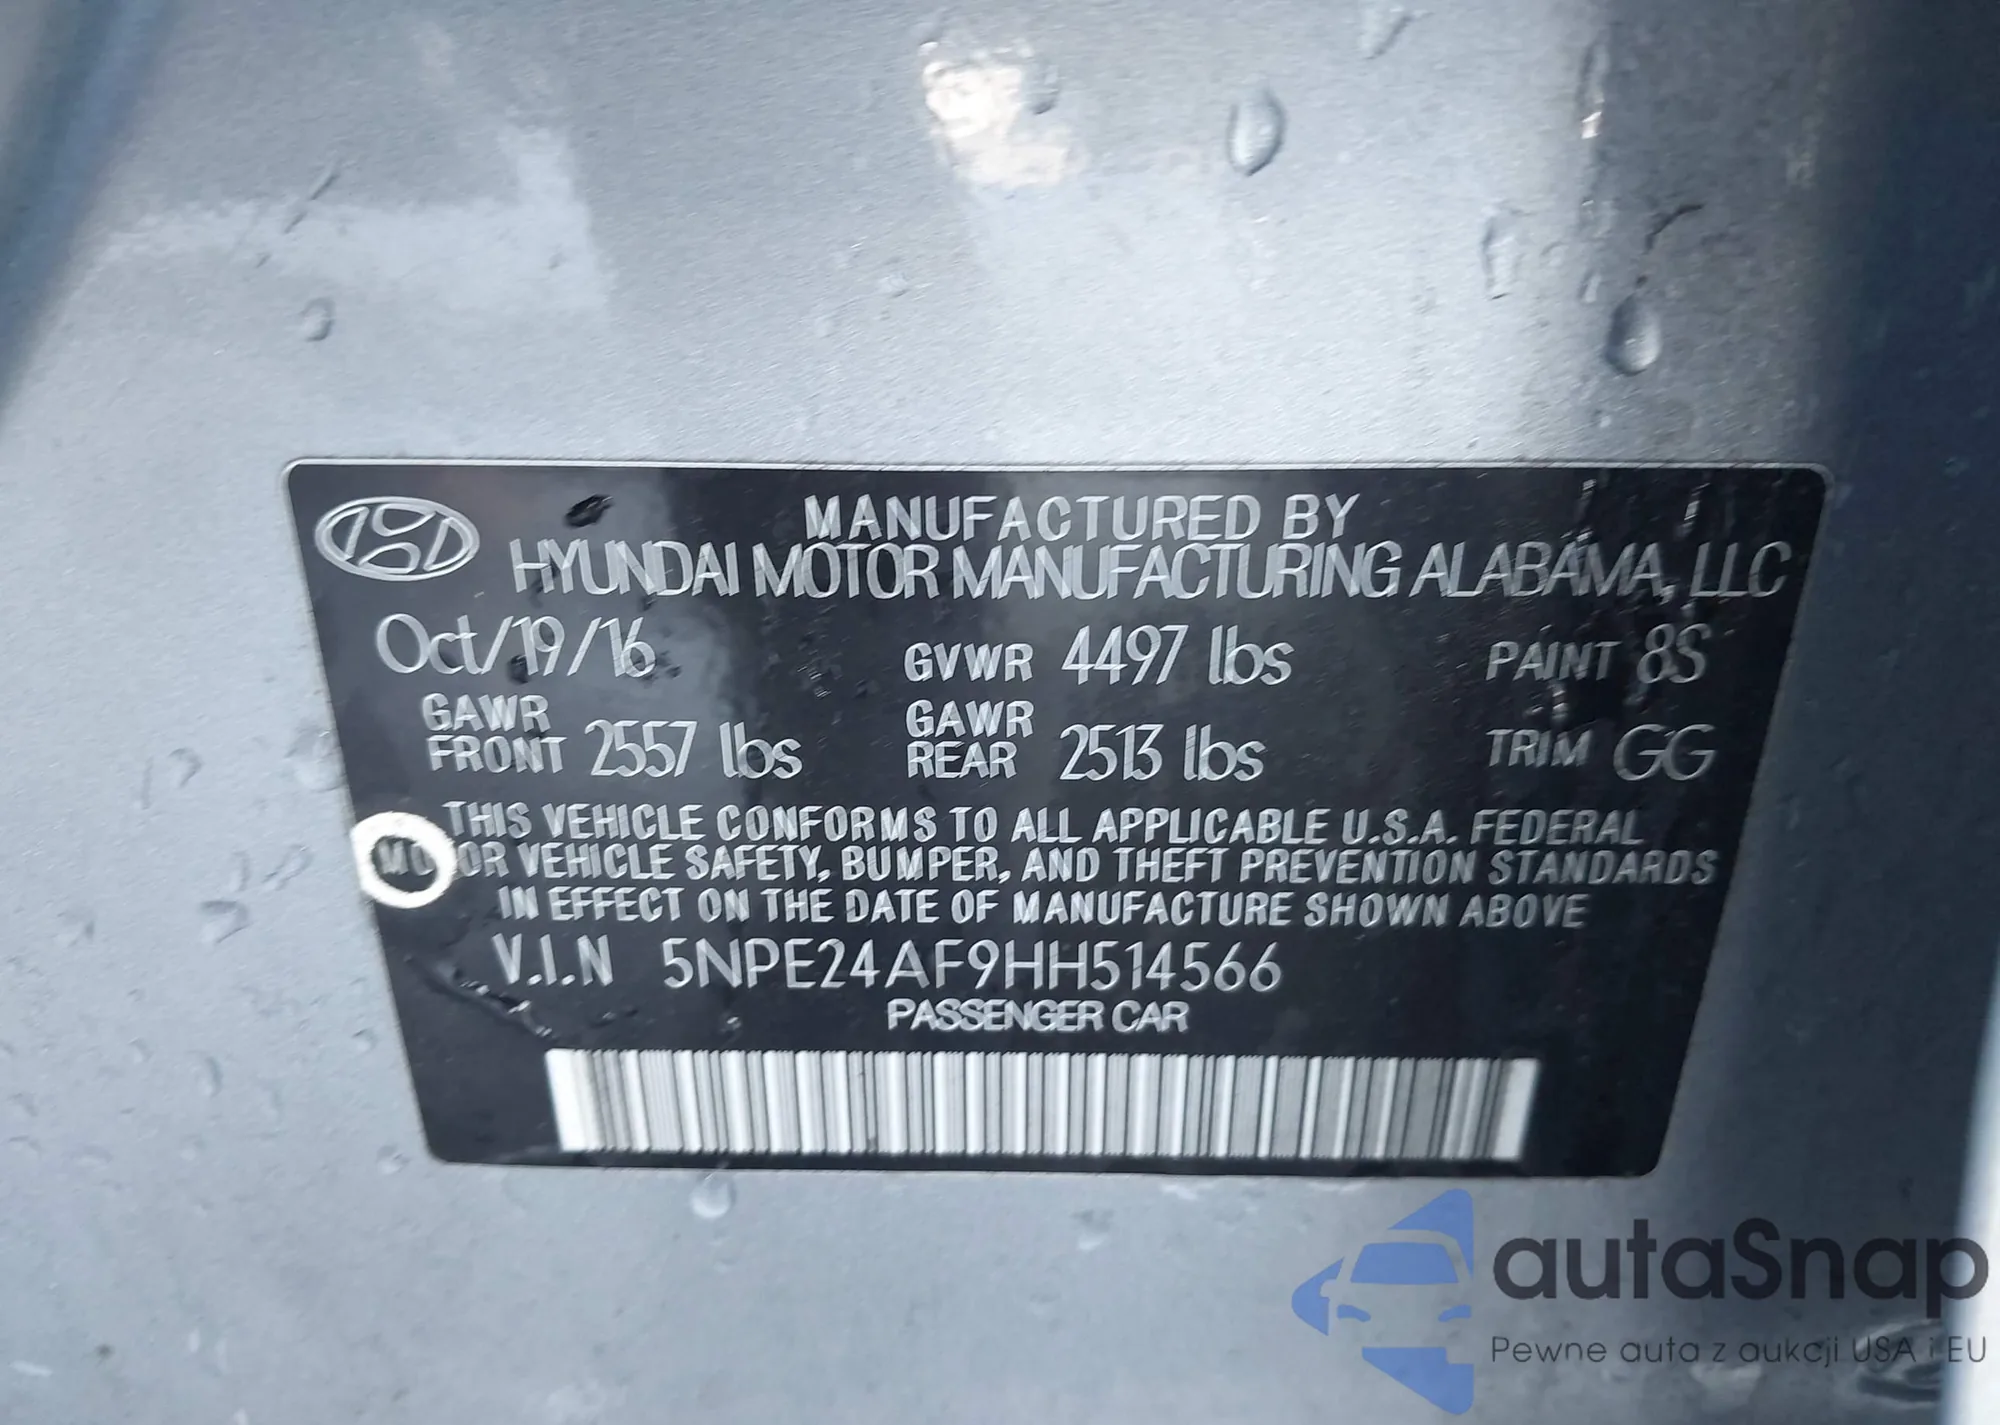 MANUFACTURED BY
HYUNDAI MOTOR MANUFACTURING ALABAMA, LLC
Oct/19/16 GVWR 4497 lbs PAINT 8S
GAWR FRONT 2557 lbs GAWR REAR 2513 lbs TRIM GG
THIS VEHICLE CONFORMS TO ALL APPLICABLE U.S.A. FEDERAL
MOTOR VEHICLE SAFETY, BUMPER, AND THEFT PREVENTION STANDARDS
IN EFFECT ON THE DATE OF MANUFACTURE SHOWN ABOVE
V.I.N 5NPE24AF9HH514566
PASSENGER CAR
autaSnap
Pewne auta z aukcji USA i EU